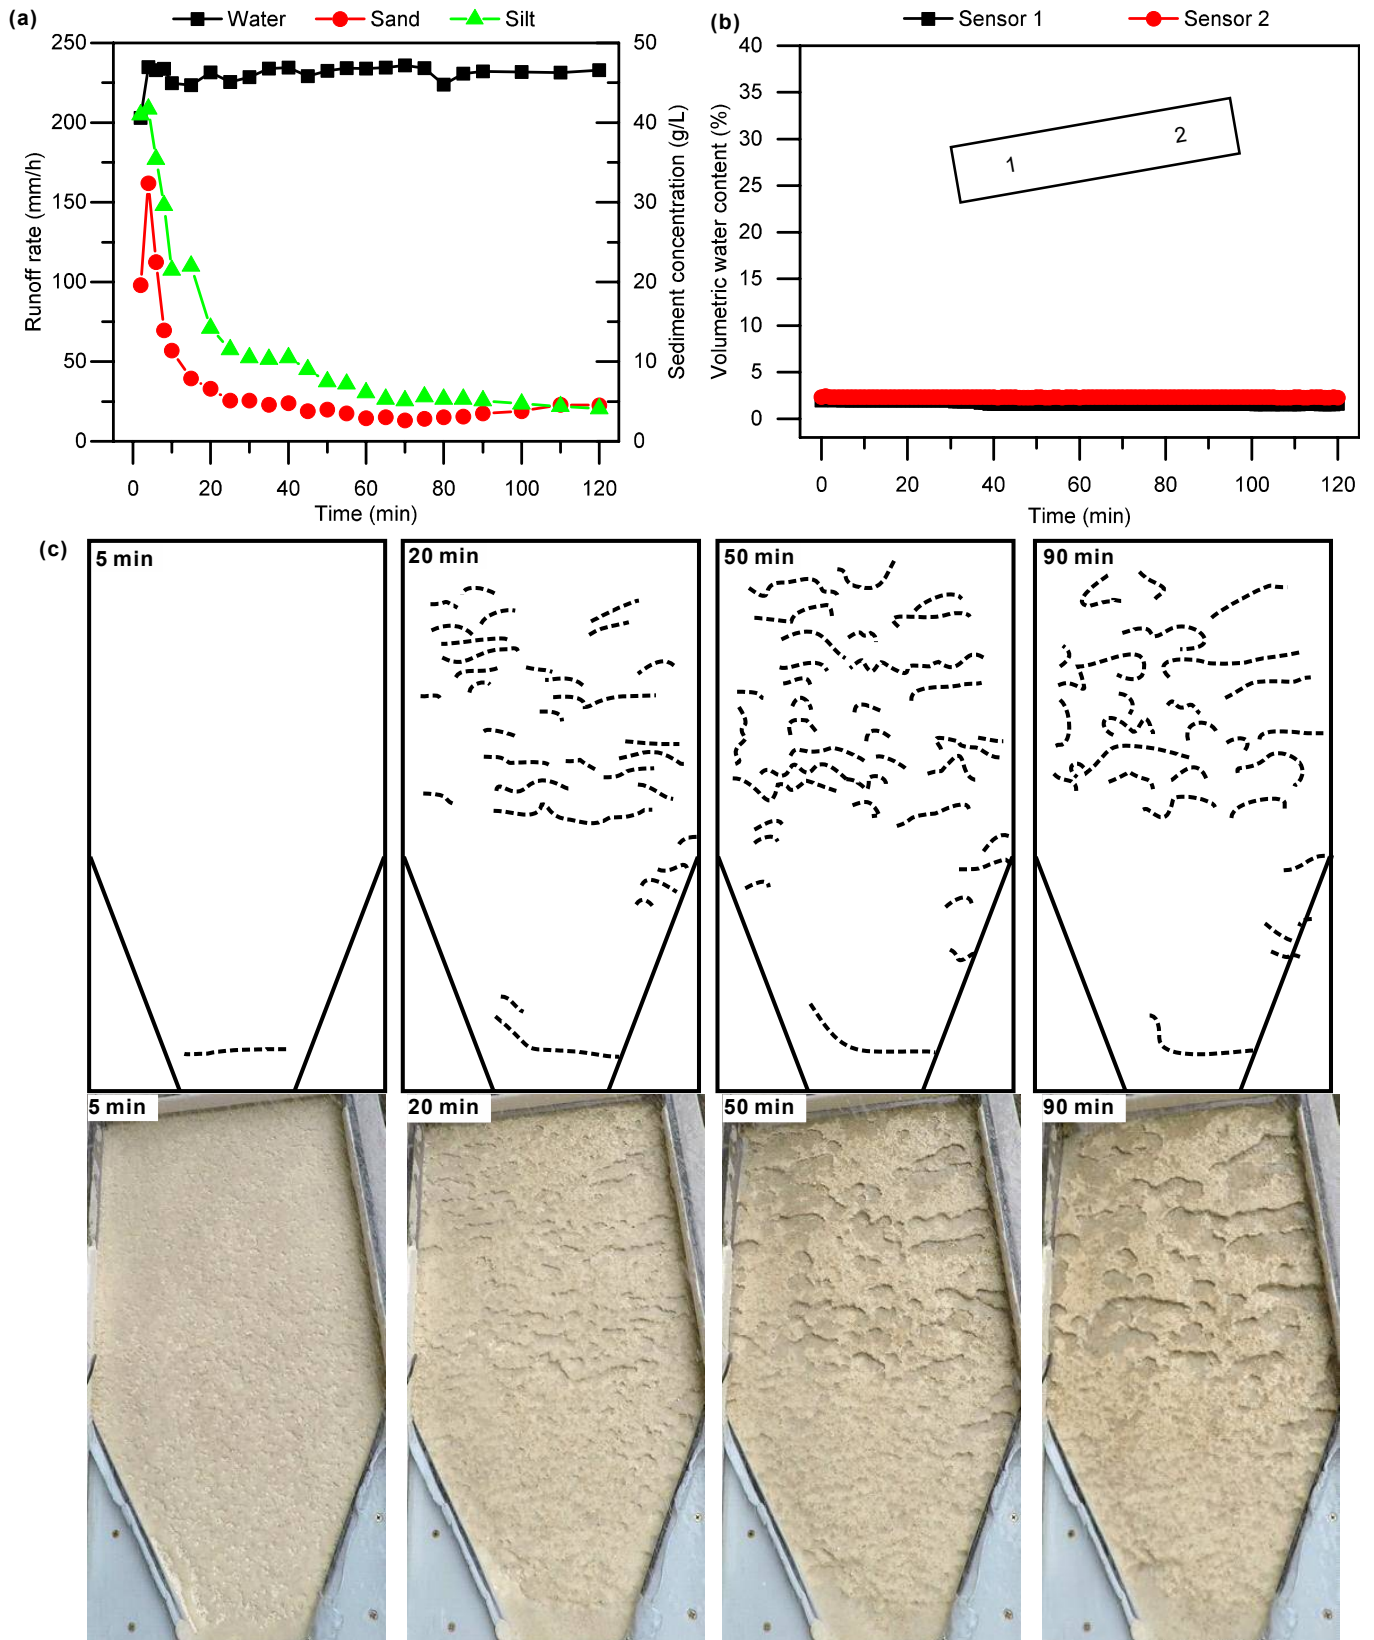 (a)
Water Sand Silt
250
200
150
100
50
0
Runoff rate (mm/h)
50
40
30
20
10
0
Sediment concentration (g/L)
0 20 40 60 80 100 120
Time (min)
(b)
Sensor 1 Sensor 2
40
35
30
25
20
15
10
5
0
Volumetric water content (%)
1 2
0 20 40 60 80 100 120
Time (min)
(c)
5 min 20 min 50 min 90 min
5 min 20 min 50 min 90 min